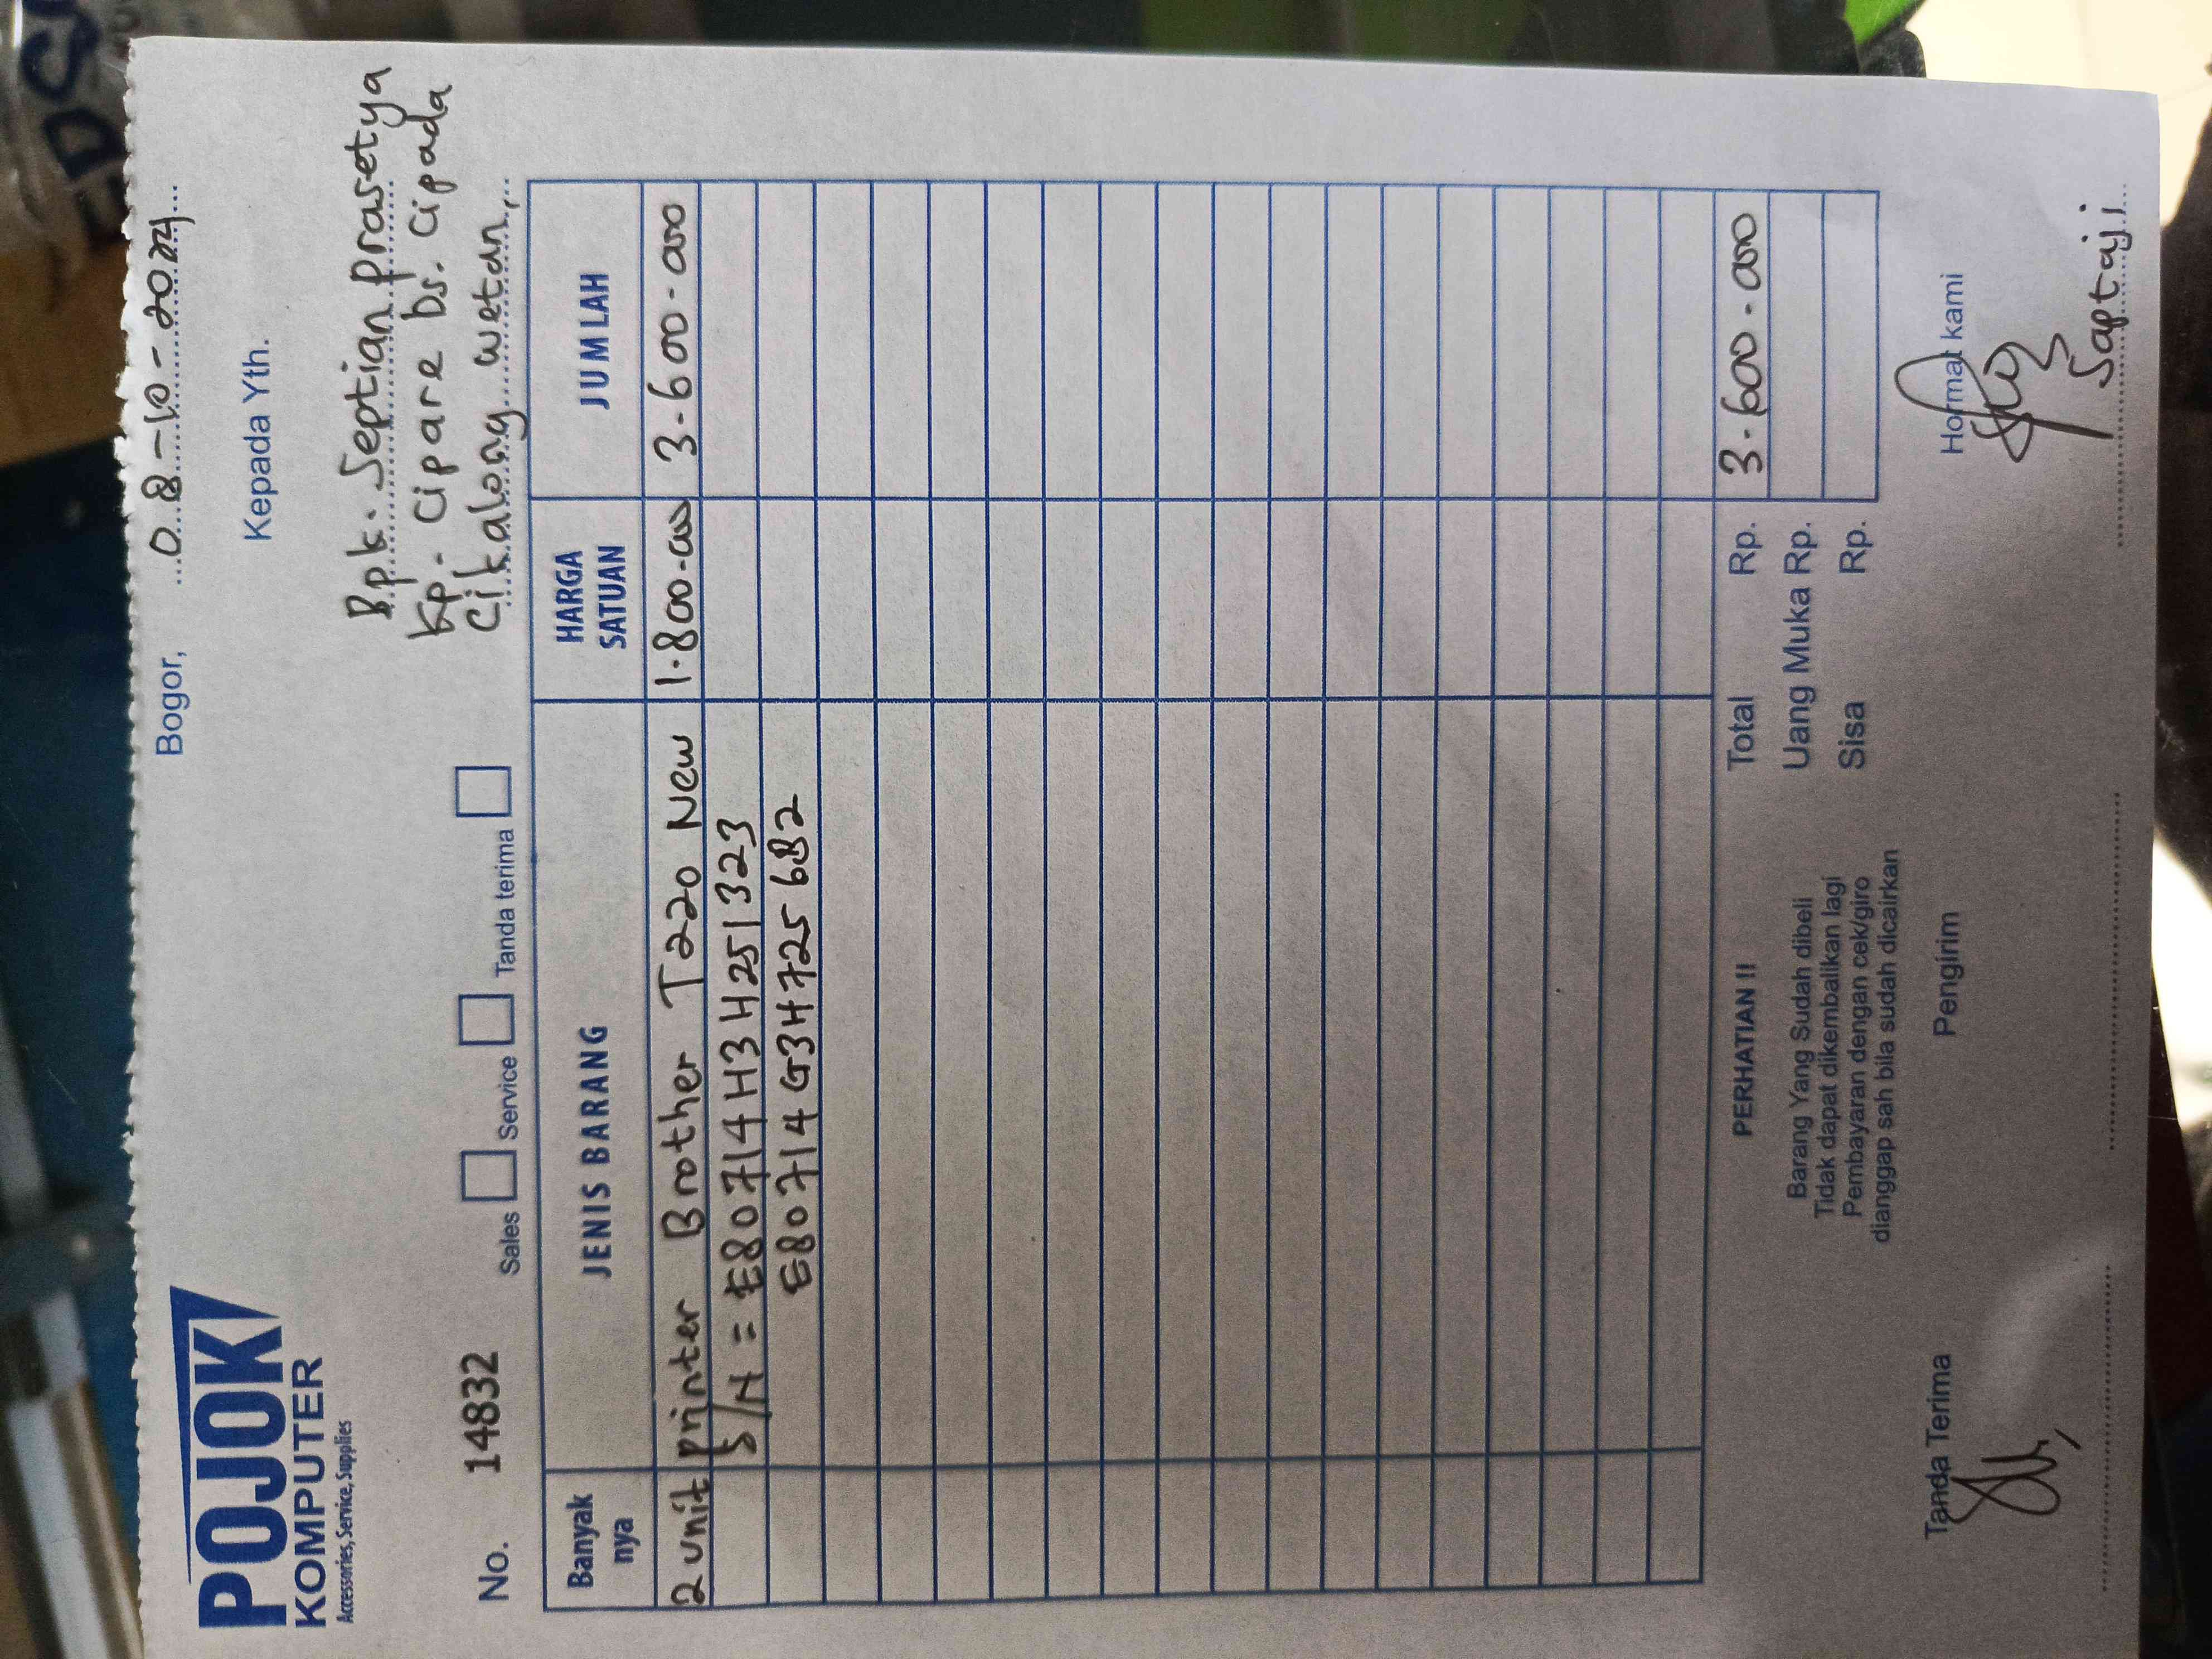 POJOK
KOMPUTER
Accessories, Service, Supplies
Bogor, 08-10-2024
Kepada Yth.
Bpk. Septian prasetya
Kp. Cipare Ds. Cipada
Cikalong wetan
No. 14832
Sales Service Tanda terima
Banyak nya JENIS BARANG HARGA SATUAN JUMLAH
2 unit printer Brother T220 New 1.800.000 3.600.000
S/N = E80714H3H251323
E80714G3H725682
PERHATIAN !!
Barang Yang Sudah dibeli
Tidak dapat dikembalikan lagi
Pembayaran dengan cek/giro
dianggap sah bila sudah dicairkan
Total Rp. 3.600.000
Uang Muka Rp.
Sisa Rp.
Tanda Terima Pengirim Hormat kami
Saptaji